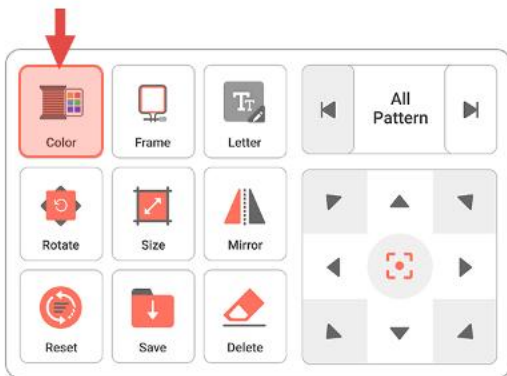 Color
Frame
Letter
All
Pattern
Rotate
Size
Mirror
Reset
Save
Delete